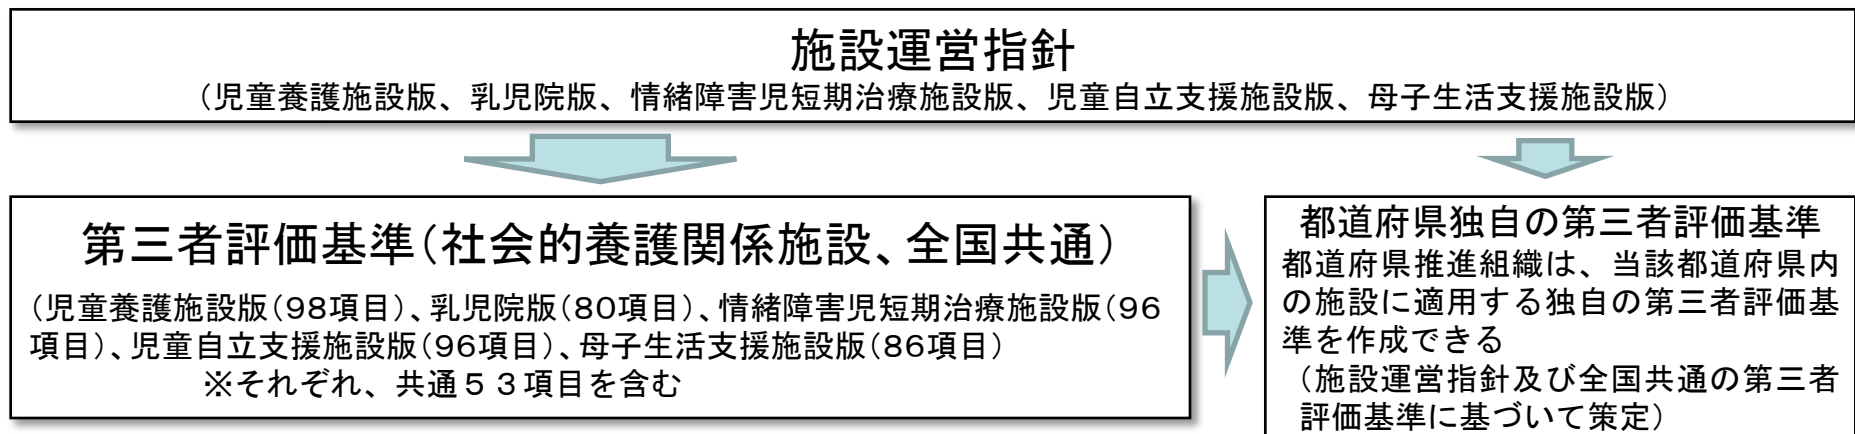 施設運営指針
（児童養護施設版、乳児院版、情緒障害児短期治療施設版、児童自立支援施設版、母子生活支援施設版）
第三者評価基準（社会的養護関係施設、全国共通）
（児童養護施設版（98項目）、乳児院版（80項目）、情緒障害児短期治療施設版（96
項目）、児童自立支援施設版（96項目）、母子生活支援施設版（86項目）
※それぞれ、共通５３項目を含む
都道府県独自の第三者評価基準
都道府県推進組織は、当該都道府県内
の施設に適用する独自の第三者評価基
準を作成できる
（施設運営指針及び全国共通の第三者
評価基準に基づいて策定）